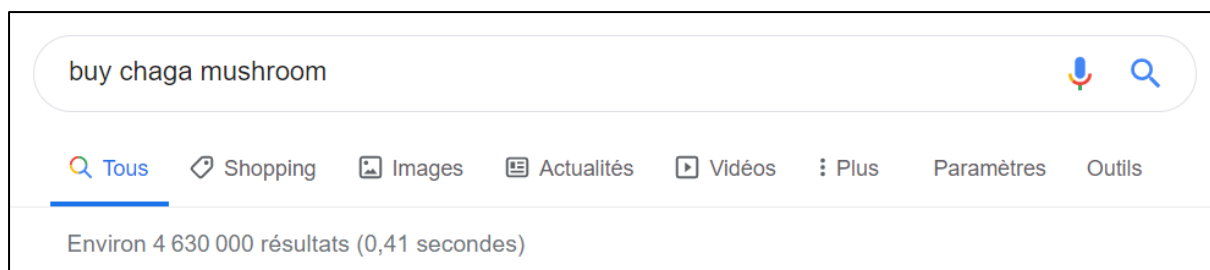 buy chaga mushroom
Tous Shopping Images Actualités Vidéos Plus Paramètres Outils
Environ 4 630 000 résultats (0,41 secondes)